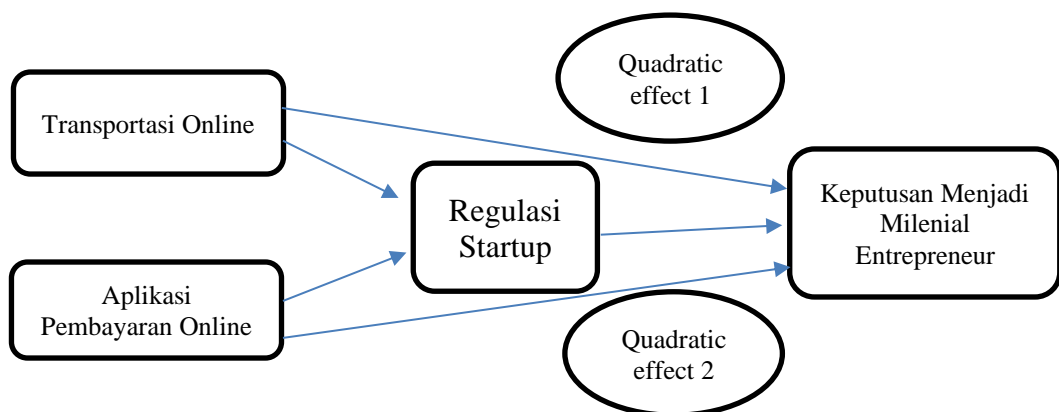 Quadratic
effect 1
Transportasi Online
Regulasi
Startup
Keputusan Menjadi
Milenial
Entrepreneur
Aplikasi
Pembayaran Online
Quadratic
effect 2